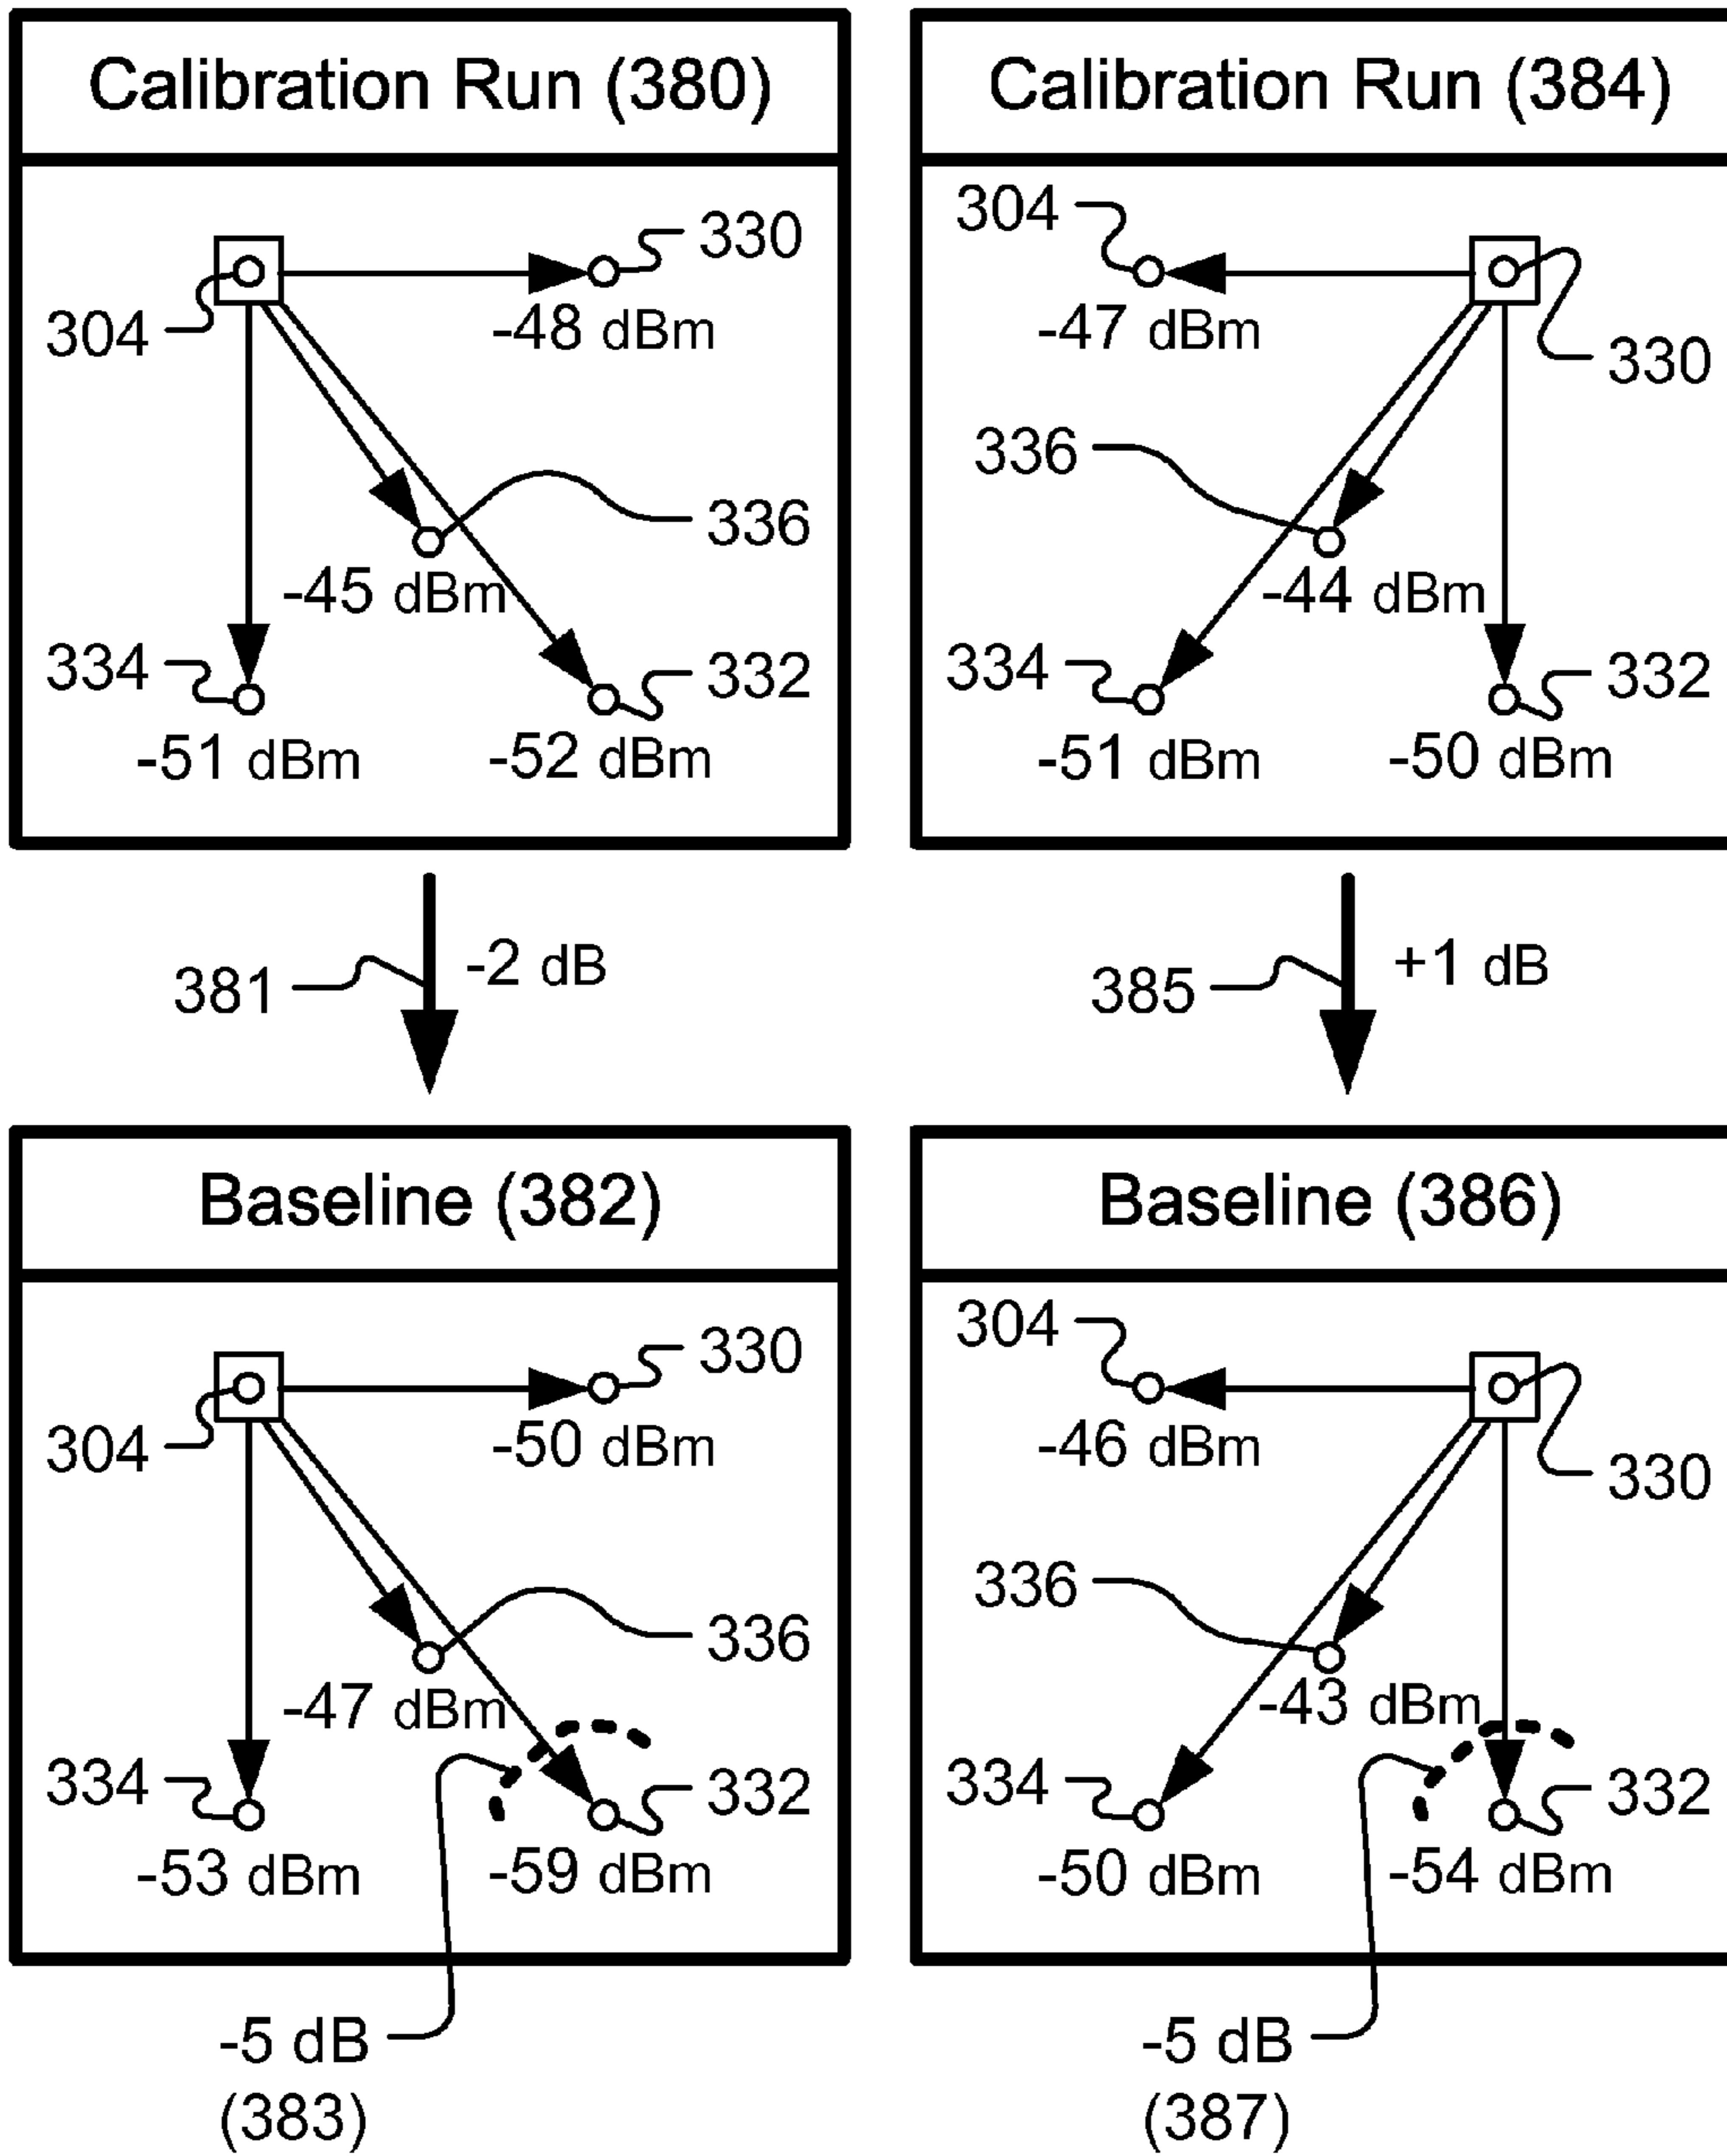 Calibration Run (380)
304
330
-48 dBm
336
-45 dBm
334
332
-51 dBm
-52 dBm
Calibration Run (384)
304
-47 dBm
330
336
-44 dBm
334
332
-51 dBm
-50 dBm
381
-2 dB
385
+1 dB
Baseline (382)
330
304
-50 dBm
336
-47 dBm
334
332
-53 dBm
-59 dBm
-5 dB
(383)
Baseline (386)
304
-46 dBm
330
336
-43 dBm
334
332
-50 dBm
-54 dBm
-5 dB
(387)